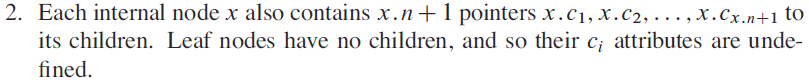 2. Each internal node x also contains x.n + 1 pointers x.c₁, x.c₂, . . . , x.cₓ.ₙ₊₁ to
its children. Leaf nodes have no children, and so their cᵢ attributes are unde-
fined.